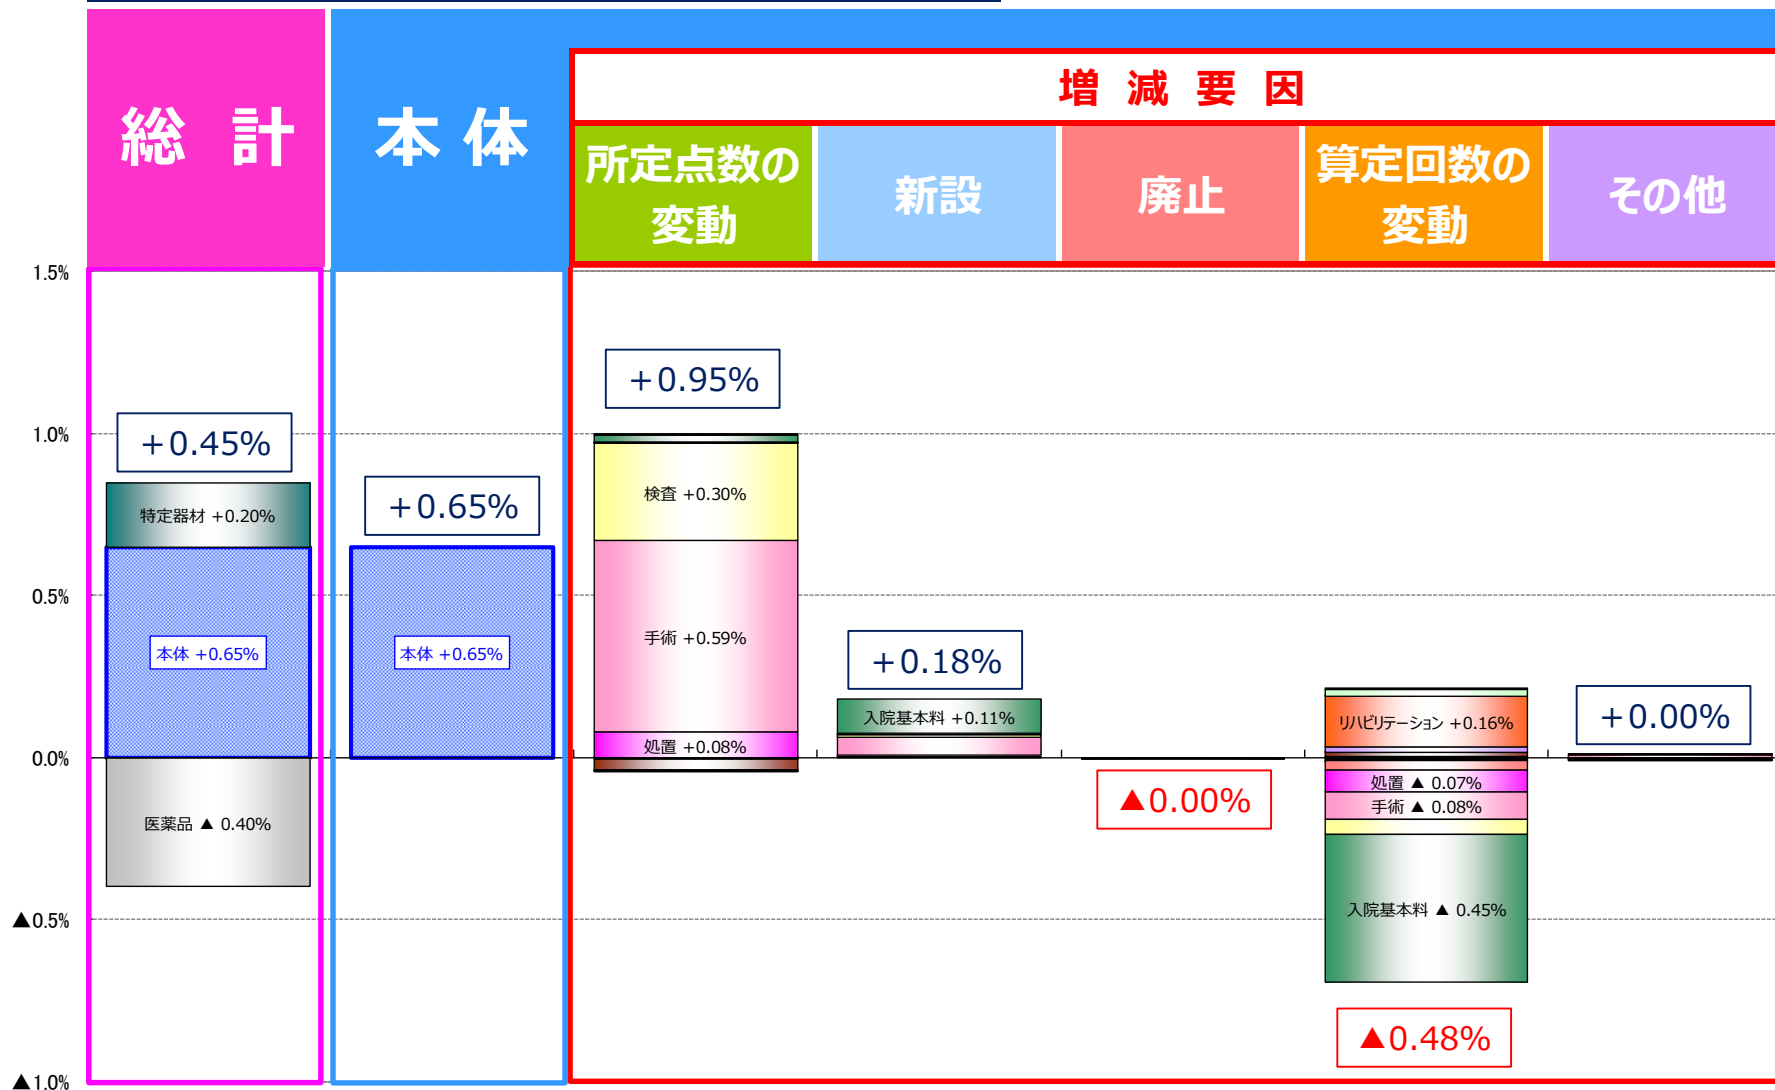 総 計
本 体
増 減 要 因
所定点数の
変動
新設
廃止
算定回数の
変動
その他
1.5%
1.0%
0.5%
0.0%
▲0.5%
▲1.0%
+0.45%
特定器材 +0.20%
本体 +0.65%
医薬品 ▲ 0.40%
+0.65%
本体 +0.65%
+0.95%
検査 +0.30%
手術 +0.59%
処置 +0.08%
+0.18%
入院基本料 +0.11%
▲0.00%
リハビリテーション +0.16%
処置 ▲ 0.07%
手術 ▲ 0.08%
入院基本料 ▲ 0.45%
▲0.48%
+0.00%